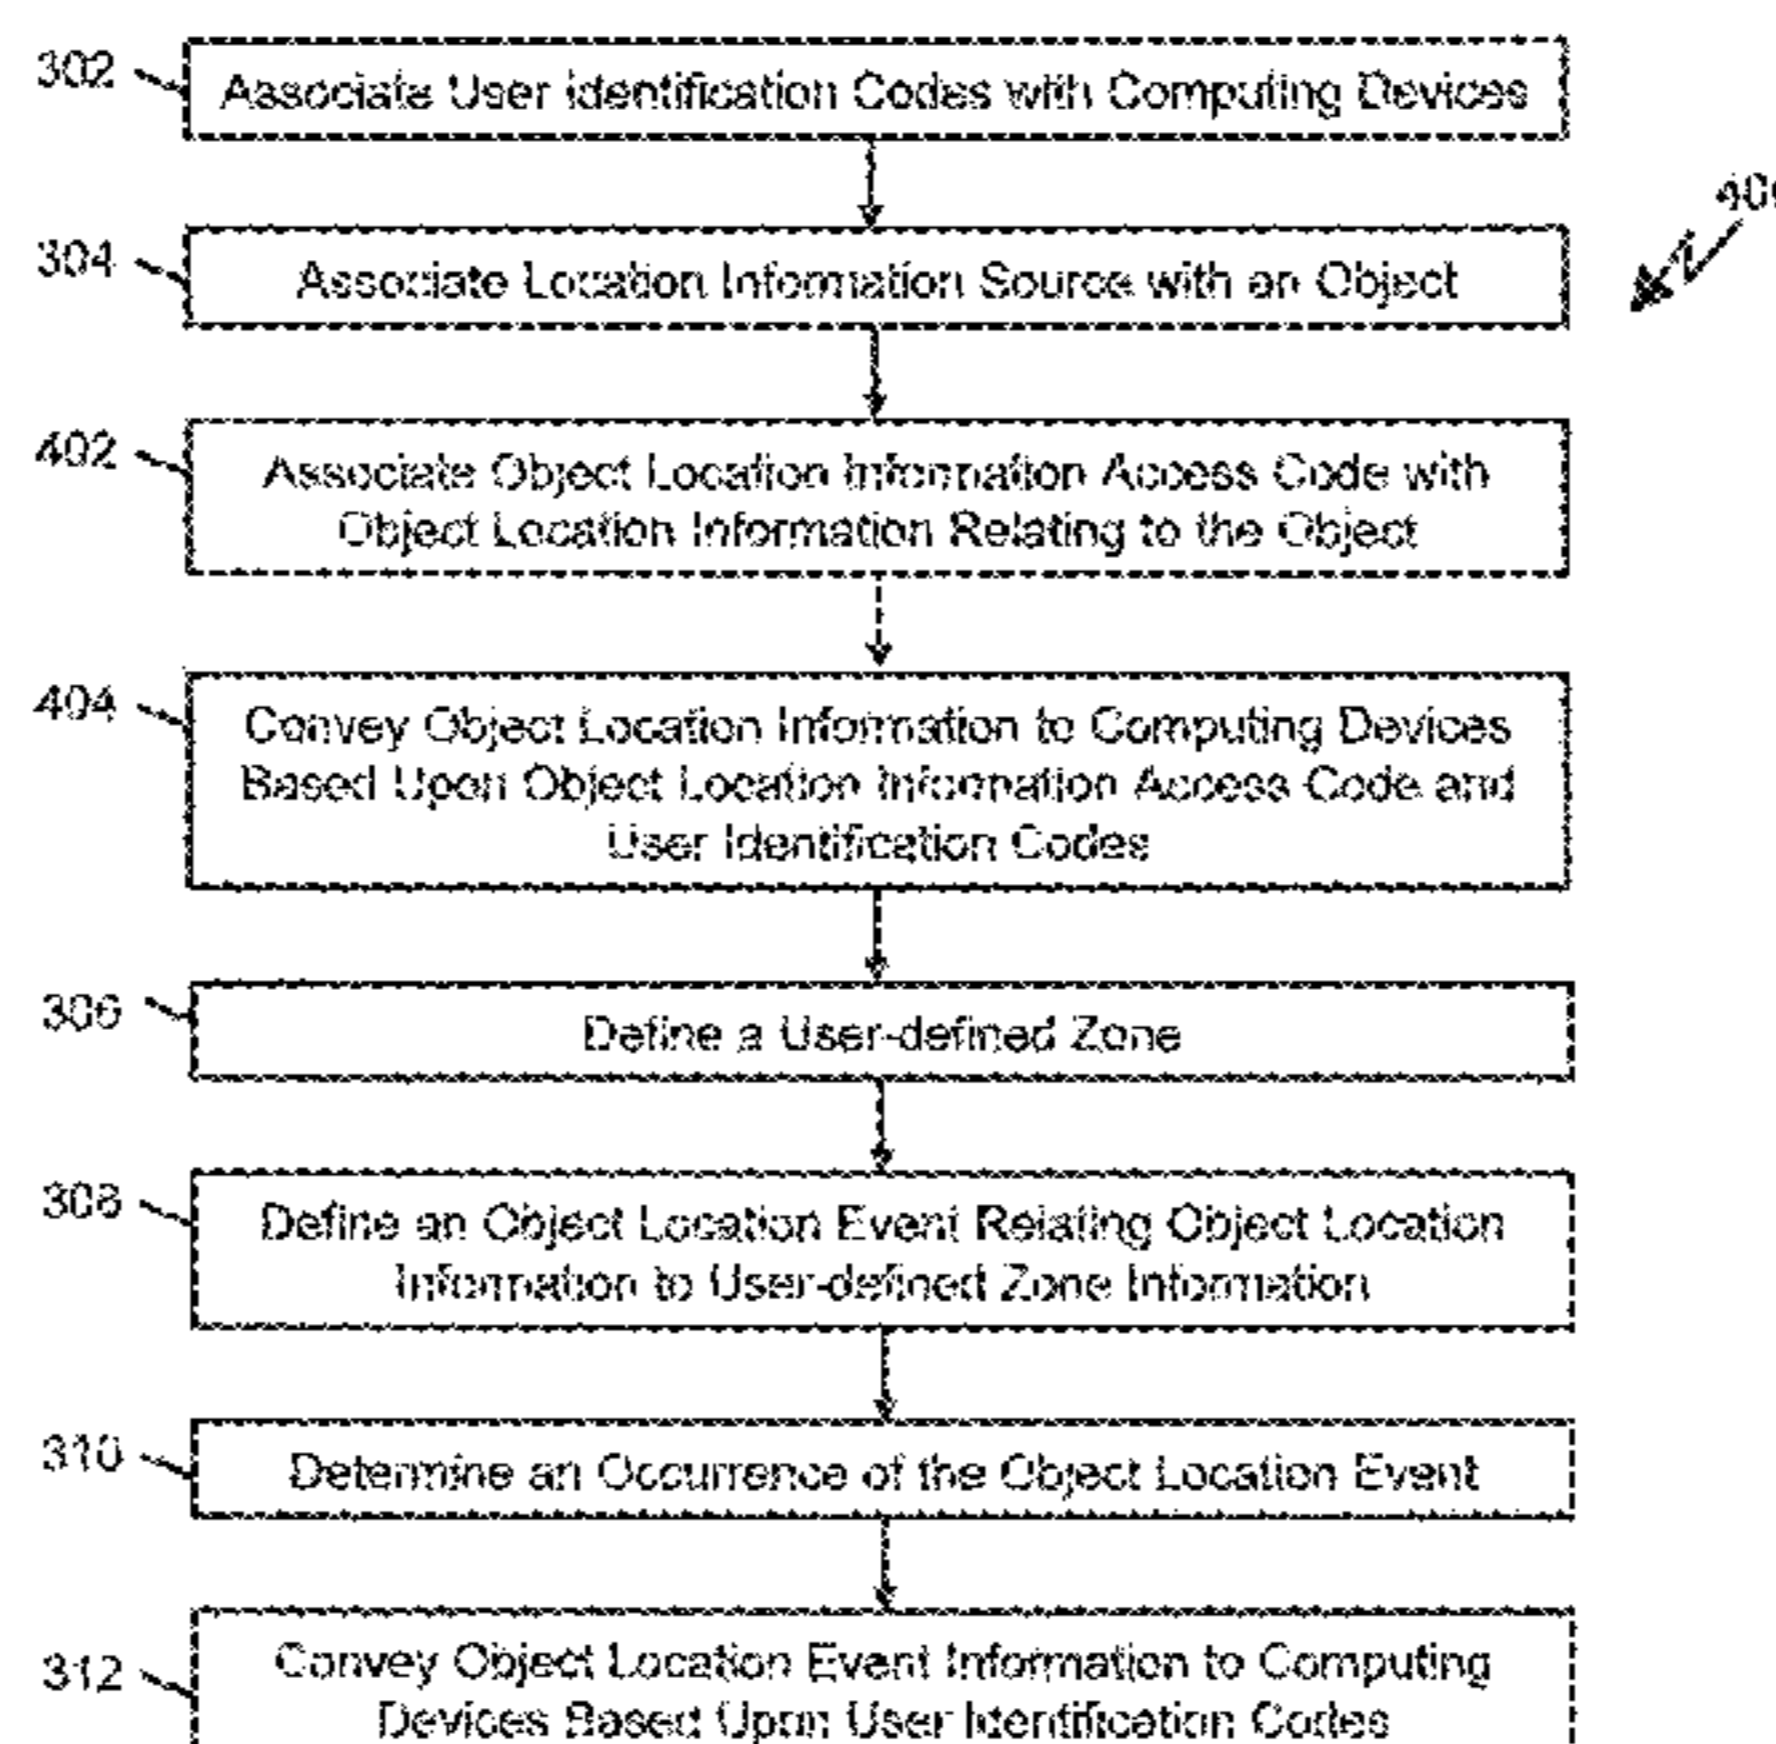 302
Associate User Identification Codes with Computing Devices
304
Associate Location Information Source with an Object
402
Associate Object Location Information Access Code with
Object Location Information Relating to the Object
404
Convey Object Location Information to Computing Devices
Based Upon Object Location Information Access Code and
User Identification Codes
306
Define a User-defined Zone
308
Define an Object Location Event Relating Object Location
Information to User-defined Zone Information
310
Determine an Occurrence of the Object Location Event
312
Convey Object Location Event Information to Computing
Devices Based Upon User Identification Codes